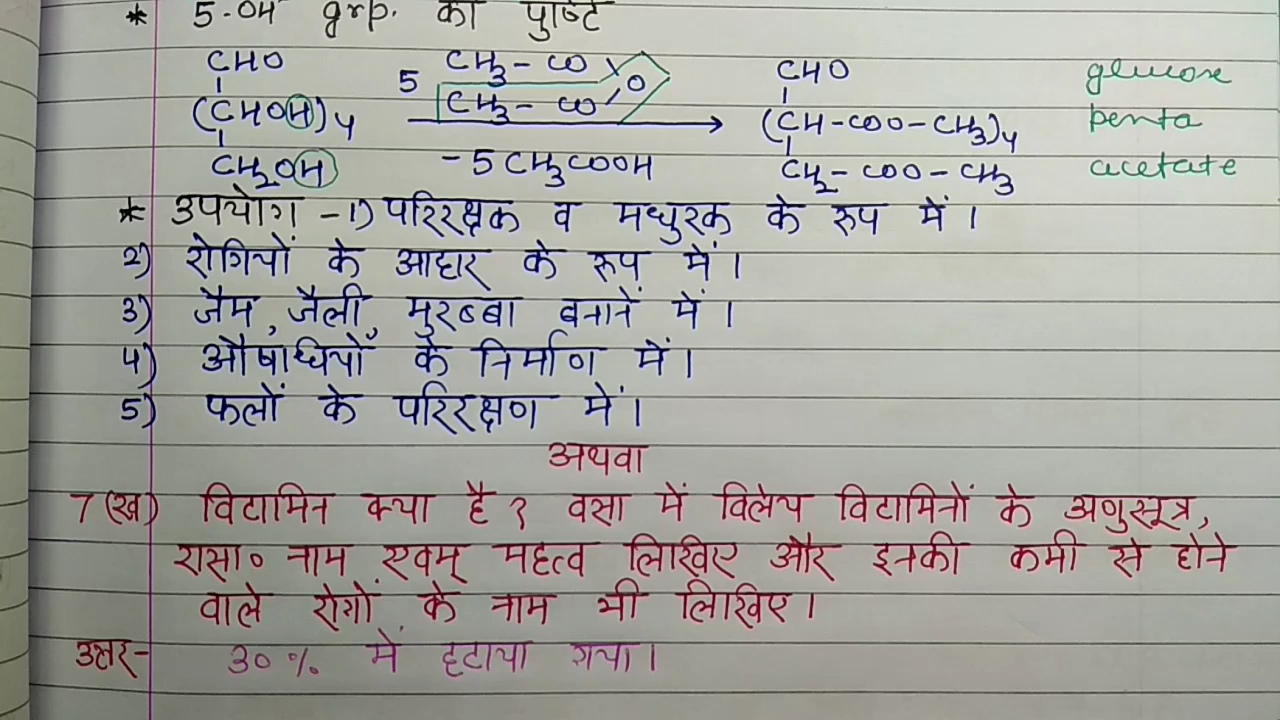 * 5-OH grp. की पुष्टि
CHO 5 CH3-CO CHO glucose
(CHOH)4 CH3-CO O (CH-COO-CH3)4 penta
CH2OH -5CH3COOH CH2-COO-CH3 acetate
* उपयोग -1) परिरक्षक व मधुरक के रूप में।
2) रोगियों के आहार के रूप में।
3) जैम, जैली, मुरब्बा बनानें में।
4) औषधियों के निर्माण में।
5) फलों के परिरक्षण में।
अथवा
7(ख) विटामिन क्या है? वसा में विलेय विटामिनों के अणुसूत्र,
रासा० नाम एवम् महत्व लिखिए और इनकी कमी से होने
वाले रोगों के नाम भी लिखिए।
उत्तर- 30% में हटाया गया।